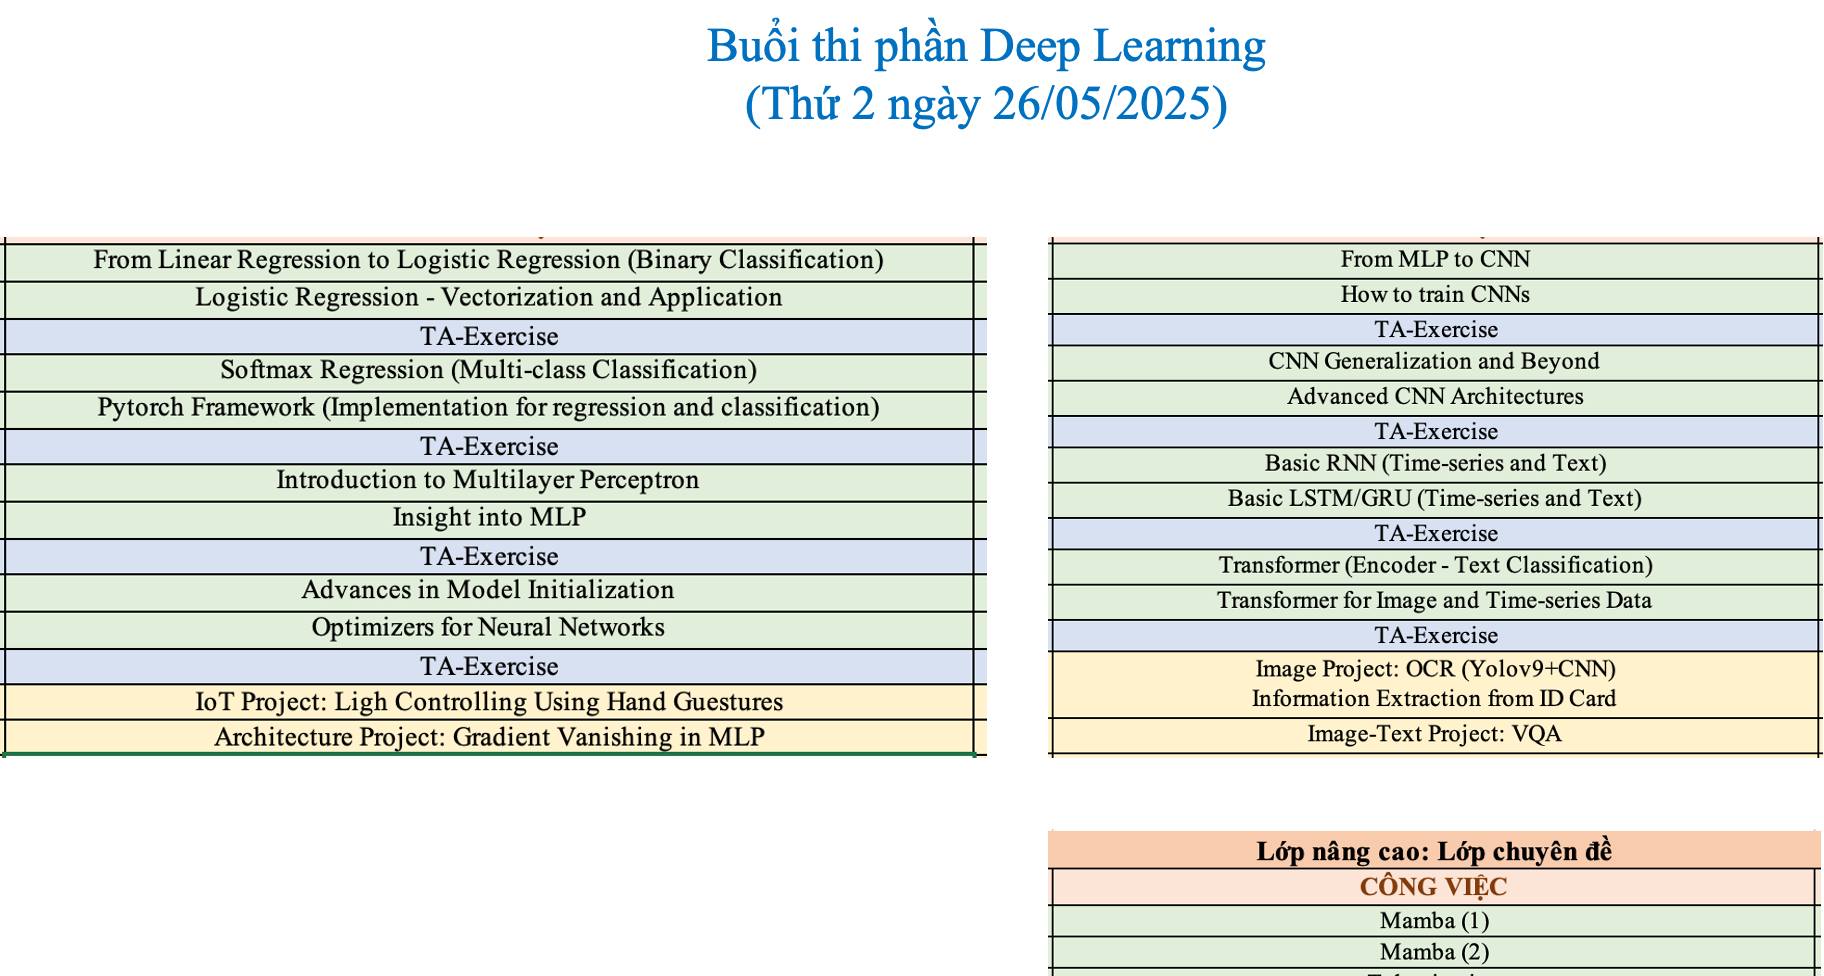 Buổi thi phần Deep Learning
(Thứ 2 ngày 26/05/2025)
From Linear Regression to Logistic Regression (Binary Classification)
Logistic Regression - Vectorization and Application
TA-Exercise
Softmax Regression (Multi-class Classification)
Pytorch Framework (Implementation for regression and classification)
TA-Exercise
Introduction to Multilayer Perceptron
Insight into MLP
TA-Exercise
Advances in Model Initialization
Optimizers for Neural Networks
TA-Exercise
IoT Project: Ligh Controlling Using Hand Guestures
Architecture Project: Gradient Vanishing in MLP
From MLP to CNN
How to train CNNs
TA-Exercise
CNN Generalization and Beyond
Advanced CNN Architectures
TA-Exercise
Basic RNN (Time-series and Text)
Basic LSTM/GRU (Time-series and Text)
TA-Exercise
Transformer (Encoder - Text Classification)
Transformer for Image and Time-series Data
TA-Exercise
Image Project: OCR (Yolov9+CNN)
Information Extraction from ID Card
Image-Text Project: VQA
Lớp nâng cao: Lớp chuyên đề
CÔNG VIỆC
Mamba (1)
Mamba (2)